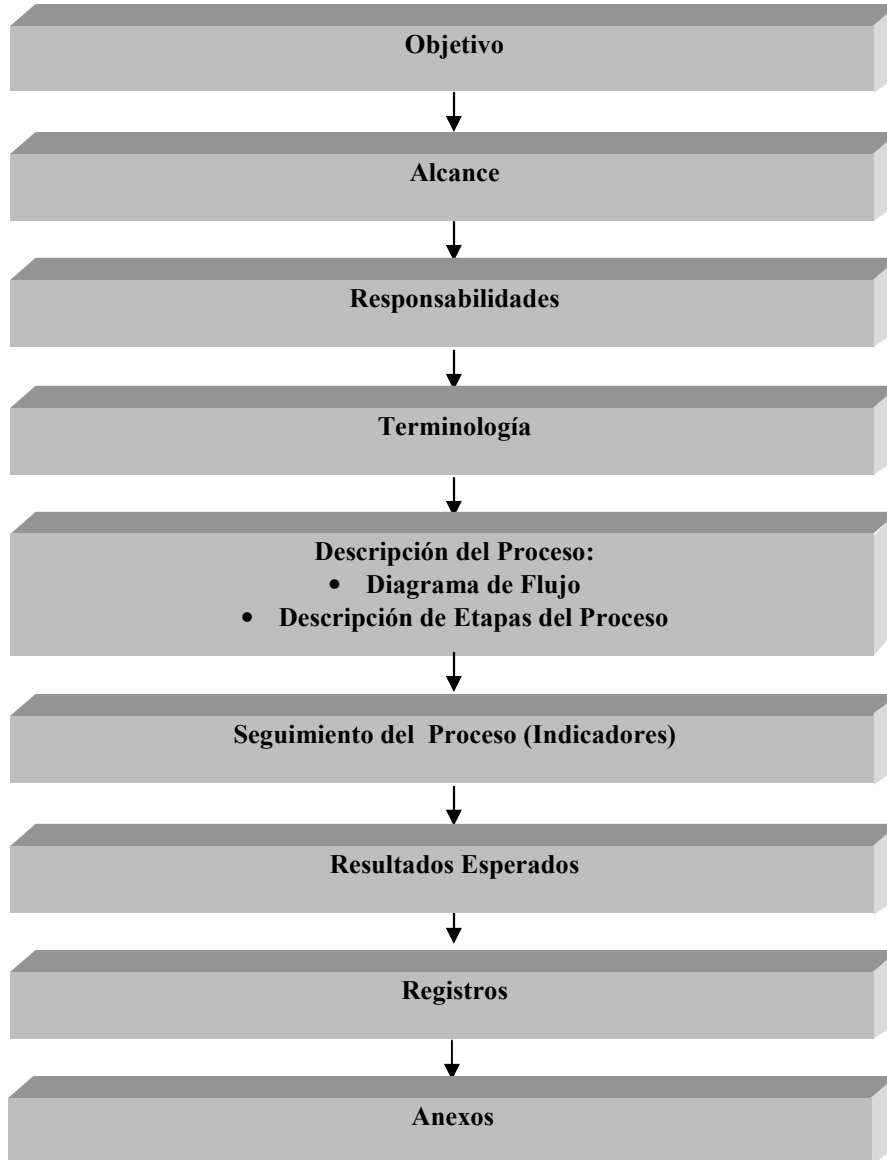 Objetivo
Alcance
Responsabilidades
Terminología
Descripción del Proceso:
• Diagrama de Flujo
• Descripción de Etapas del Proceso
Seguimiento del Proceso (Indicadores)
Resultados Esperados
Registros
Anexos